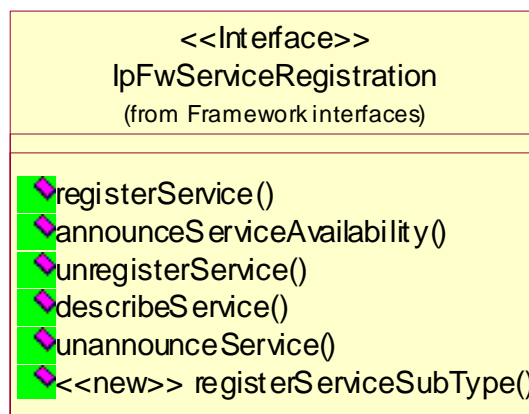 <<Interface>>
IpFwServiceRegistration
(from Framework interfaces)
registerService()
announceServiceAvailability()
unregisterService()
describeService()
unannounceService()
<<new>> registerServiceSubType()